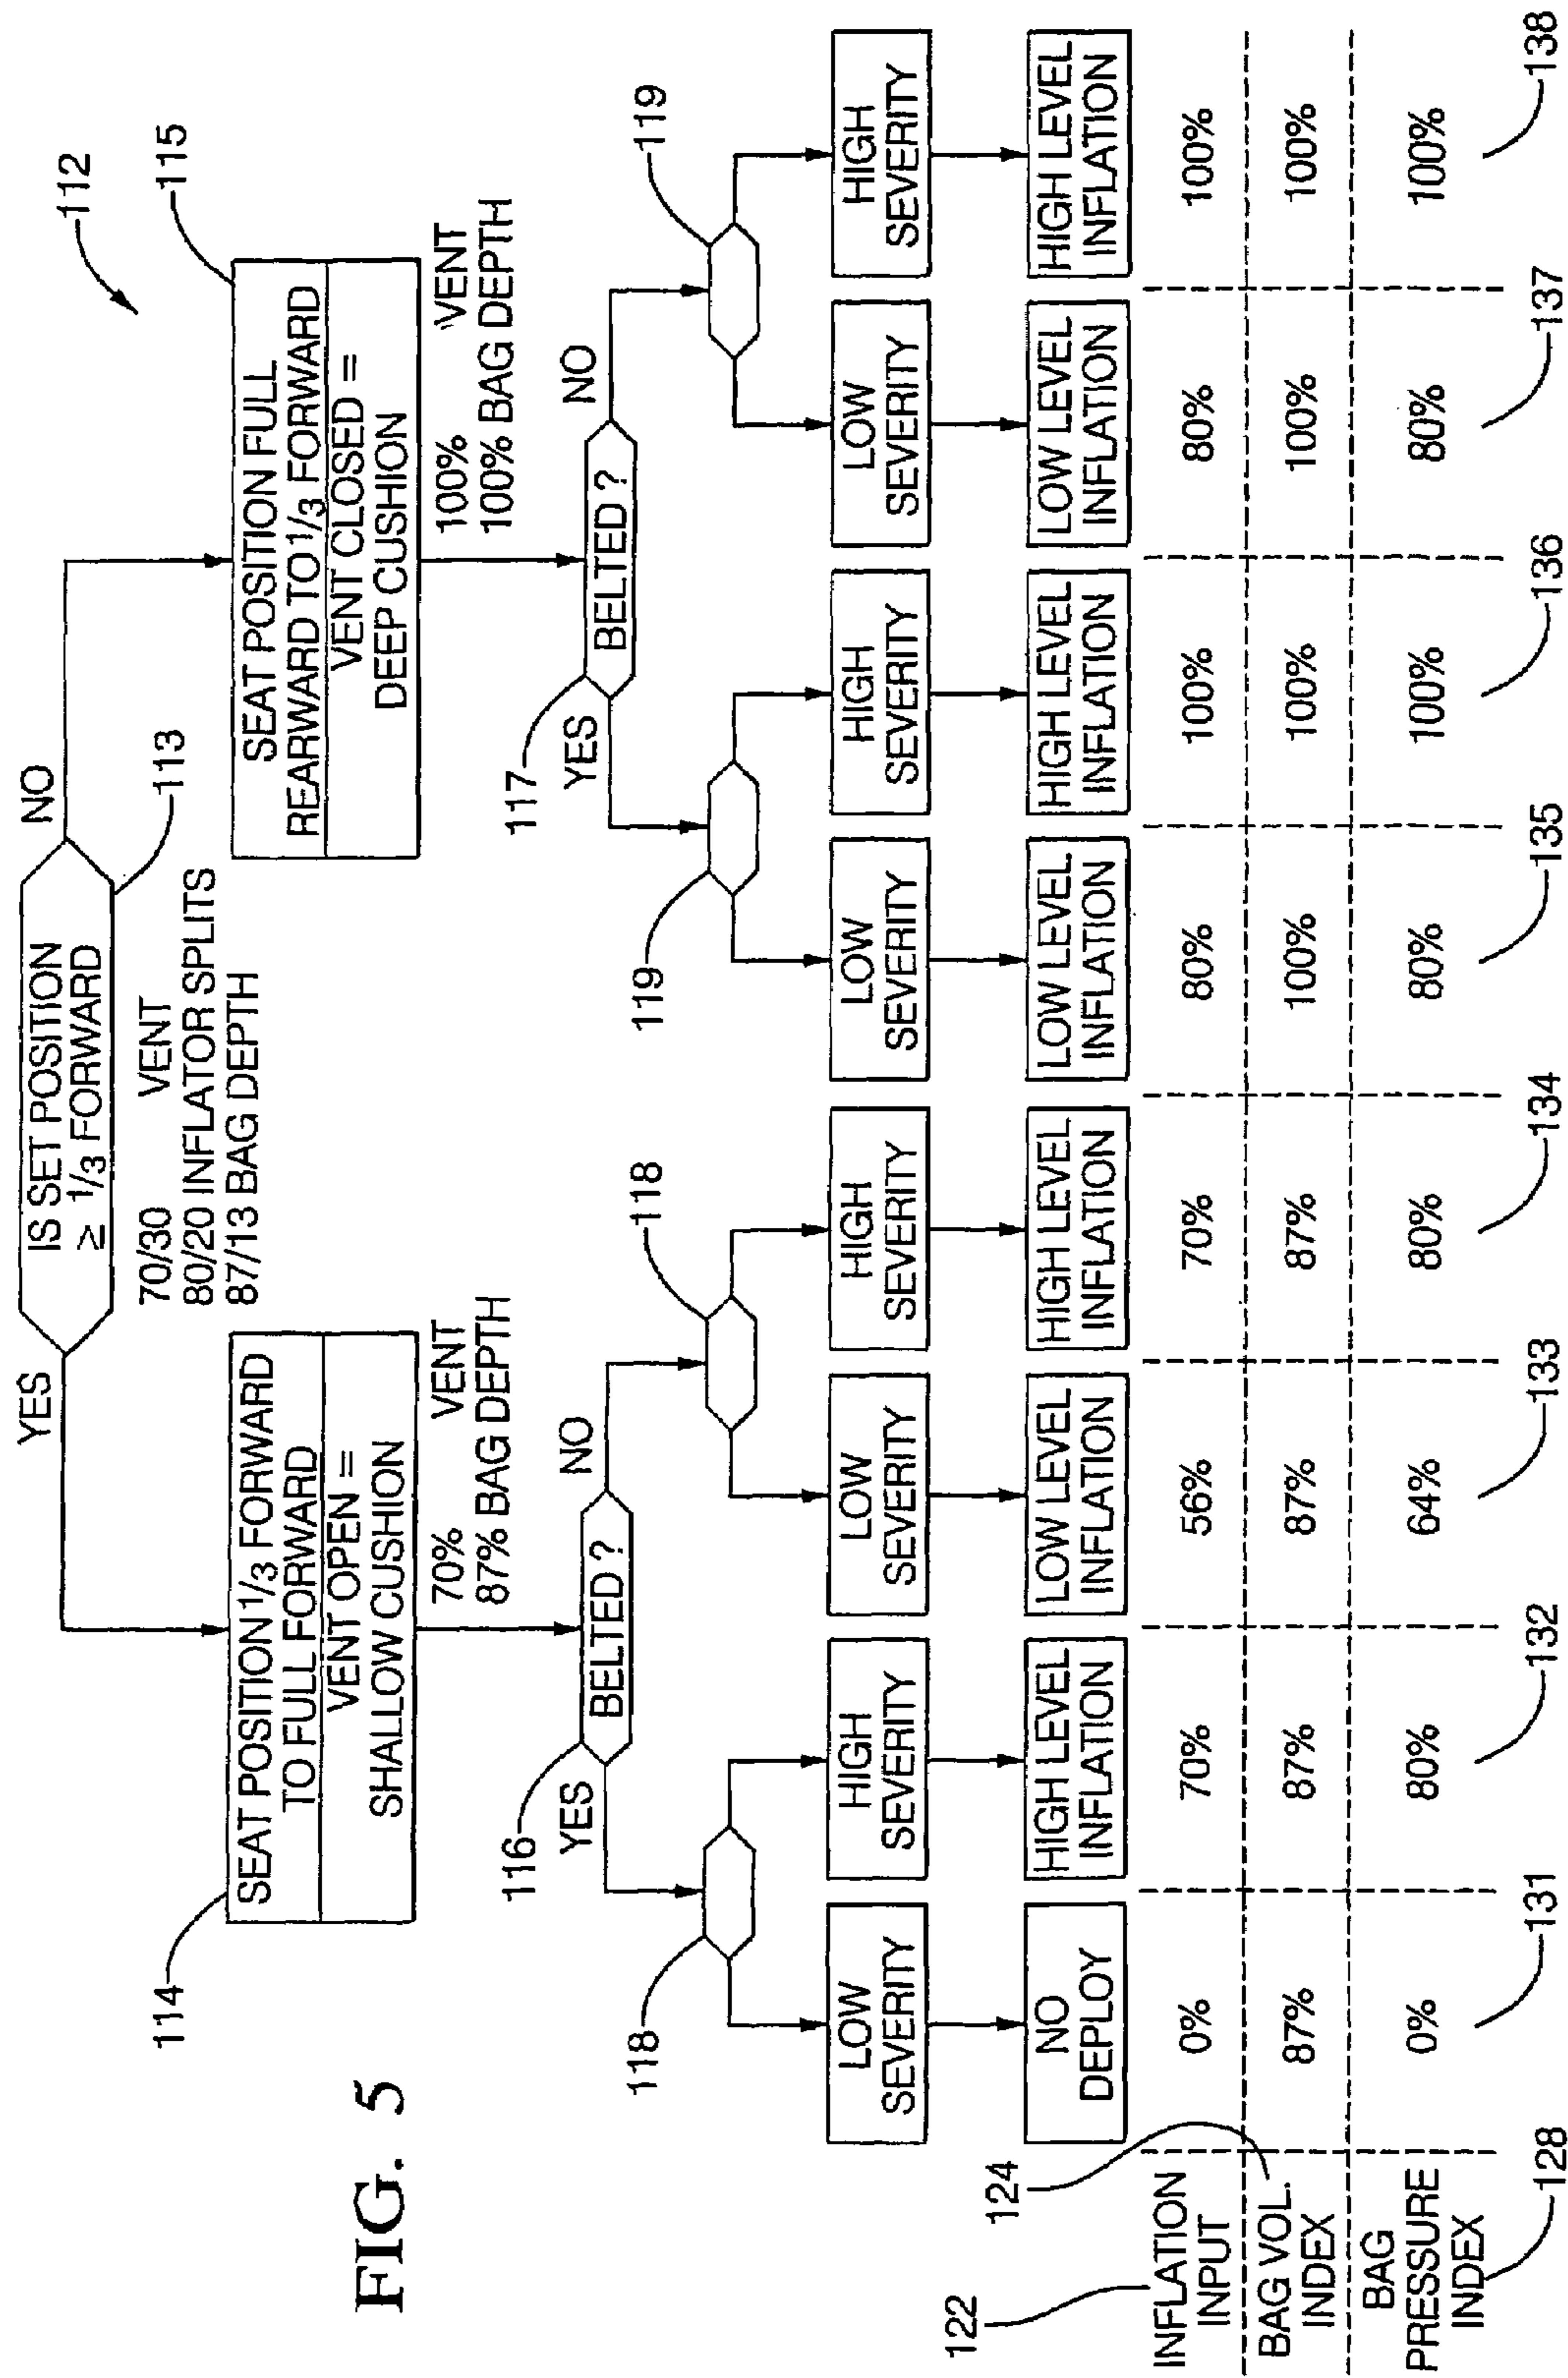 FIG. 5
112
IS SET POSITION
≥ 1/3 FORWARD
113
YES
NO
70/30 VENT
80/20 INFLATOR SPLITS
87/13 BAG DEPTH
114
SEAT POSITION 1/3 FORWARD
TO FULL FORWARD
VENT OPEN =
SHALLOW CUSHION
115
SEAT POSITION FULL
REARWARD TO 1/3 FORWARD
VENT CLOSED =
DEEP CUSHION
70% VENT
87% BAG DEPTH
100% VENT
100% BAG DEPTH
116
YES
BELTED ?
NO
117
YES
BELTED ?
NO
118
118
119
119
LOW
SEVERITY
HIGH
SEVERITY
LOW
SEVERITY
HIGH
SEVERITY
LOW
SEVERITY
HIGH
SEVERITY
LOW
SEVERITY
HIGH
SEVERITY
NO
DEPLOY
HIGH LEVEL
INFLATION
LOW LEVEL
INFLATION
HIGH LEVEL
INFLATION
LOW LEVEL
INFLATION
HIGH LEVEL
INFLATION
LOW LEVEL
INFLATION
HIGH LEVEL
INFLATION
122
INFLATION
INPUT
0% 70% 56% 70% 80% 100% 80% 100%
124
BAG VOL.
INDEX
87% 87% 87% 87% 100% 100% 100% 100%
BAG
PRESSURE
INDEX
0% 80% 64% 80% 80% 100% 80% 100%
128 131 132 133 134 135 136 137 138